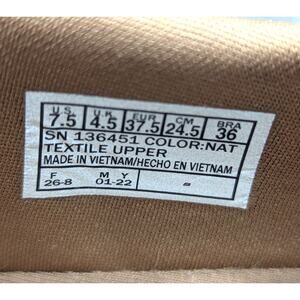 U.S. U.K. EUR CM BRA
7.5 4.5 37.5 24.5 36
SN 136451 COLOR:NAT
TEXTILE UPPER
MADE IN VIETNAM/HECHO EN VIETNAM
F M Y
26-8 01-22